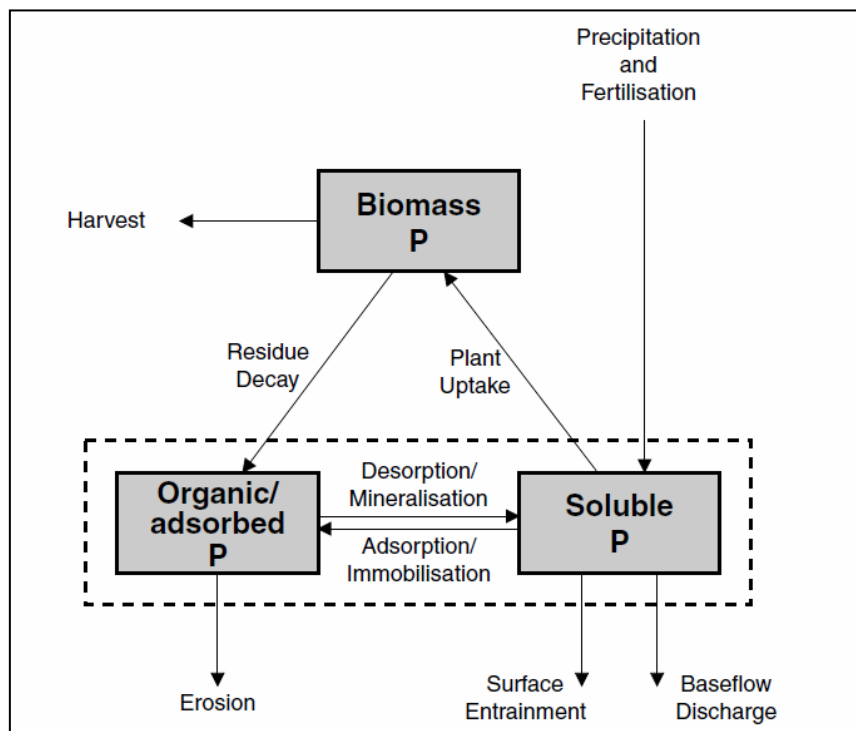 Precipitation
and
Fertilisation
Biomass
P
Harvest
Residue
Decay
Plant
Uptake
Organic/
adsorbed
P
Desorption/
Mineralisation
Adsorption/
Immobilisation
Soluble
P
Erosion
Surface
Entrainment
Baseflow
Discharge